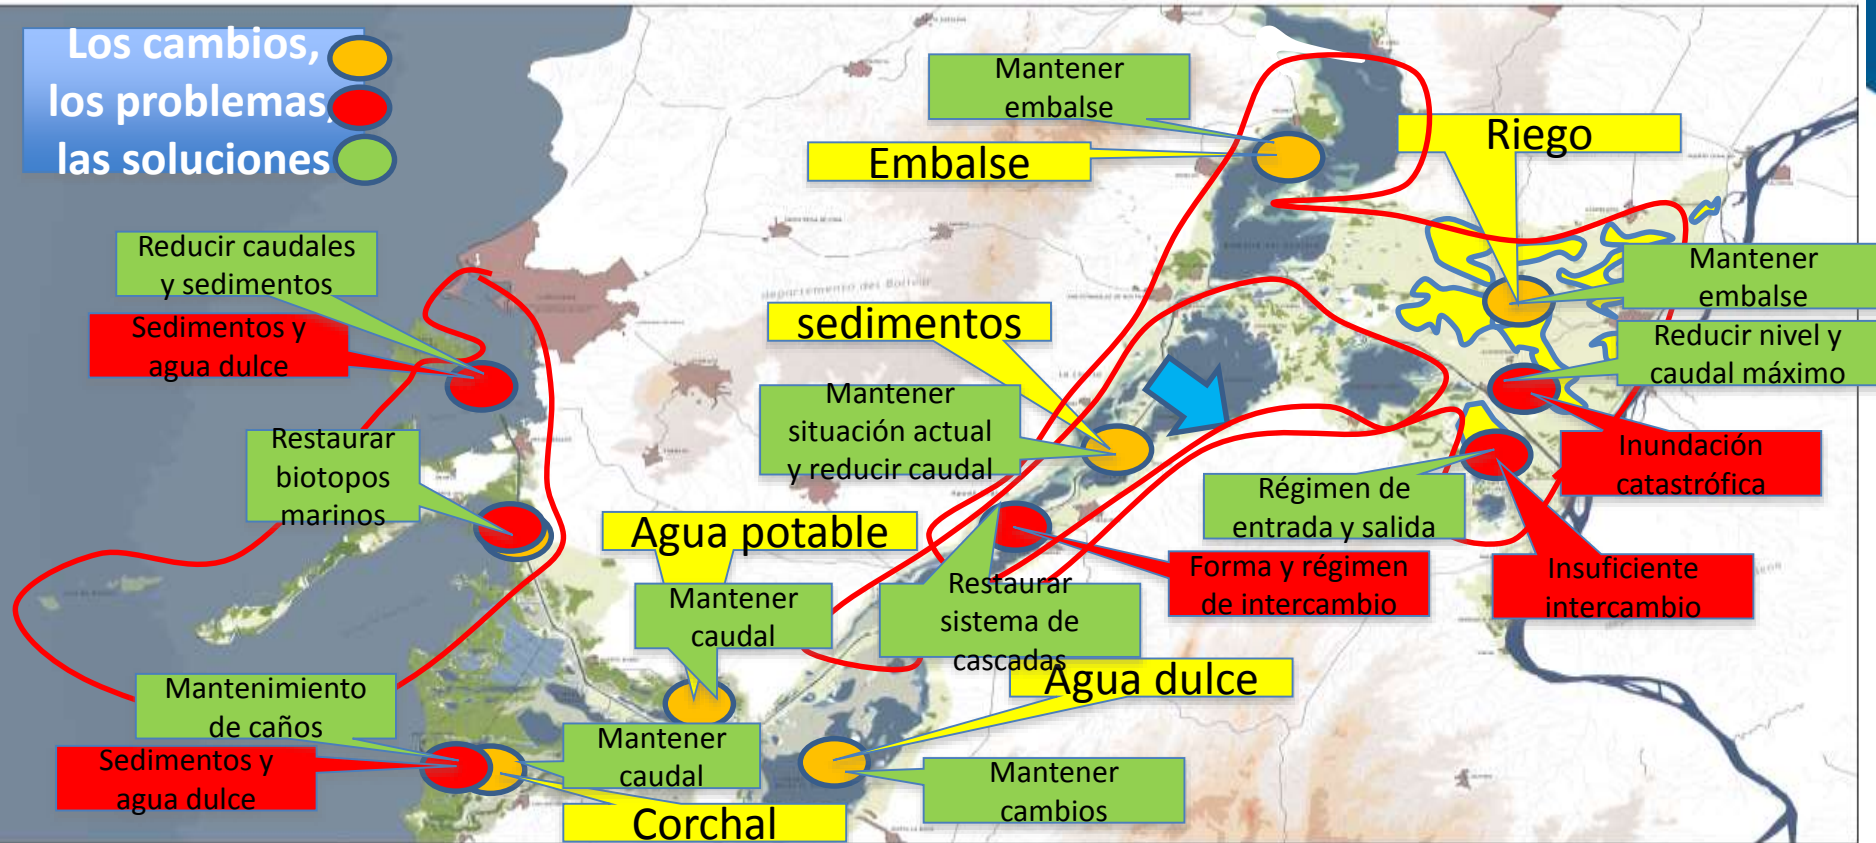 Los cambios,
los problemas,
las soluciones
Mantener
embalse
Embalse
Riego
Mantener
embalse
Reducir nivel y
caudal máximo
Inundación
catastrófica
Reducir caudales
y sedimentos
Sedimentos y
agua dulce
departamento del Bolívar
sedimentos
Mantener
situación actual
y reducir caudal
Restaurar
biotopos
marinos
Régimen de
entrada y salida
Agua potable
Mantener
caudal
Restaurar
sistema de
cascadas
Forma y régimen
de intercambio
Insuficiente
intercambio
Agua dulce
Mantenimiento
de caños
Sedimentos y
agua dulce
Mantener
caudal
Corchal
Mantener
cambios